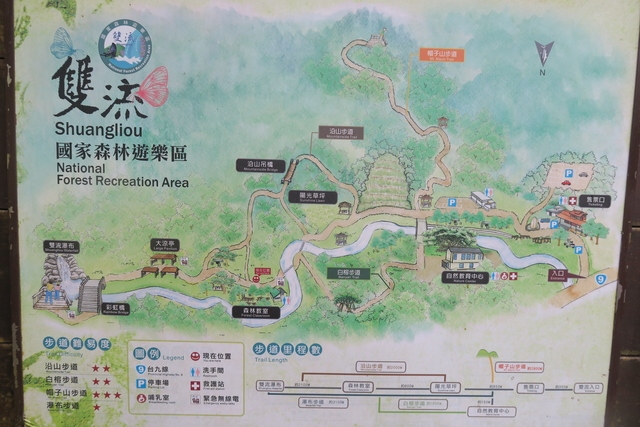 雙流
Shuangliou
國家森林遊樂區
National
Forest Recreation Area
帽子山步道
N
沿山步道
沿山吊橋
陽光草坪
P
售票口
P
P
雙流瀑布
大涼亭
白榕步道
自然教育中心
入口
9
彩虹橋
森林教室
步道難易度
沿山步道 ★★
白榕步道 ★★
帽子山步道 ★★★
瀑布步道 ★
圖例 Legend
9 台九線
P 停車場
哺乳室
現在位置
洗手間
救護站
緊急無線電
步道里程數
Trail Length
沿山步道
帽子山步道
雙流瀑布
森林教室
陽光草坪
售票口
雙流入口
瀑布步道
白榕步道
自然教育中心